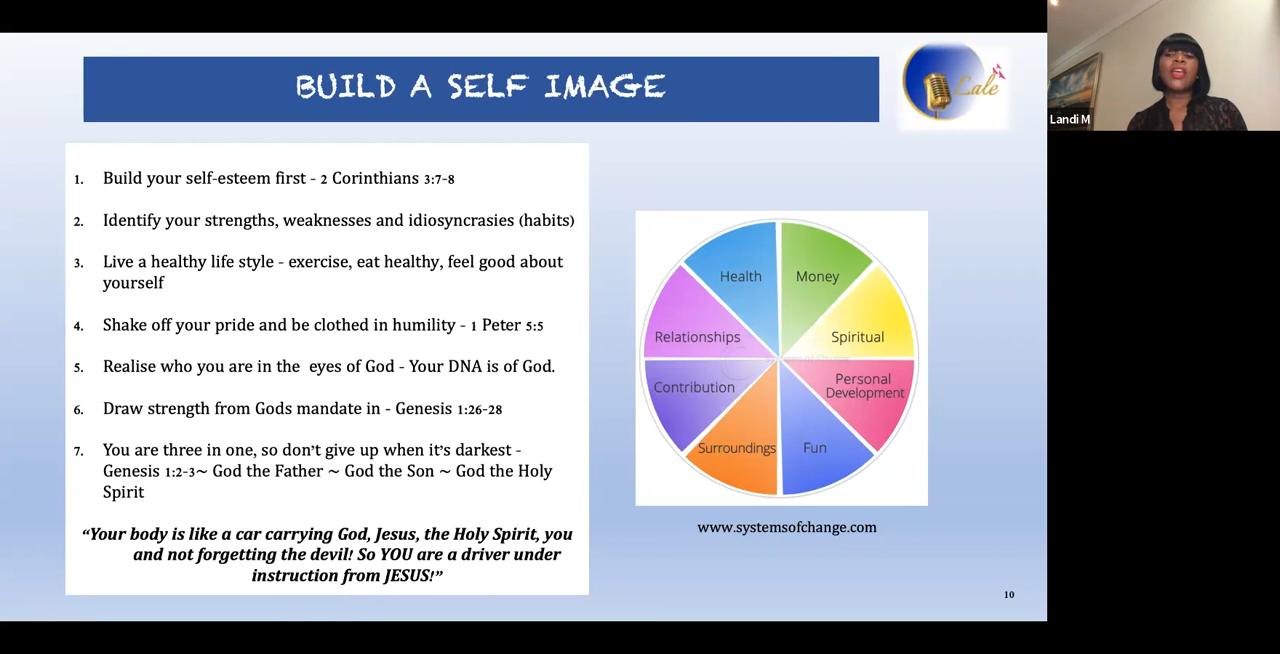 BUILD A SELF IMAGE
Lale
Landi M
1. Build your self-esteem first - 2 Corinthians 3:7-8
2. Identify your strengths, weaknesses and idiosyncrasies (habits)
3. Live a healthy life style - exercise, eat healthy, feel good about
yourself
4. Shake off your pride and be clothed in humility - 1 Peter 5:5
5. Realise who you are in the eyes of God - Your DNA is of God.
6. Draw strength from Gods mandate in - Genesis 1:26-28
7. You are three in one, so don't give up when it's darkest -
Genesis 1:2-3~ God the Father ~ God the Son ~ God the Holy
Spirit
“Your body is like a car carrying God, Jesus, the Holy Spirit, you
and not forgetting the devil! So YOU are a driver under
instruction from JESUS!”
Health
Money
Relationships
Spiritual
Contribution
Personal
Development
Surroundings
Fun
www.systemsofchange.com
10